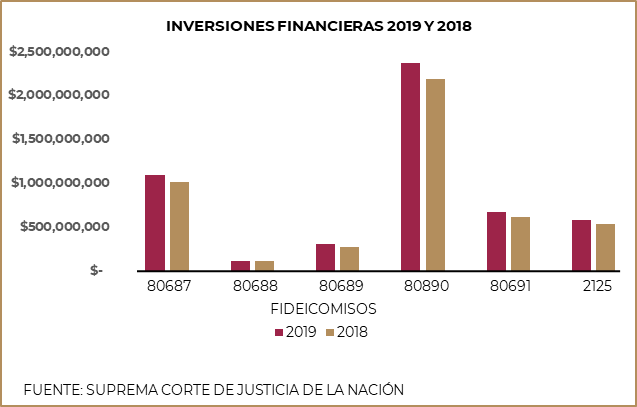 INVERSIONES FINANCIERAS 2019 Y 2018
$2,500,000,000
$2,000,000,000
$1,500,000,000
$1,000,000,000
$500,000,000
$-
80687 80688 80689 80890 80691 2125
FIDEICOMISOS
2019 2018
FUENTE: SUPREMA CORTE DE JUSTICIA DE LA NACIÓN